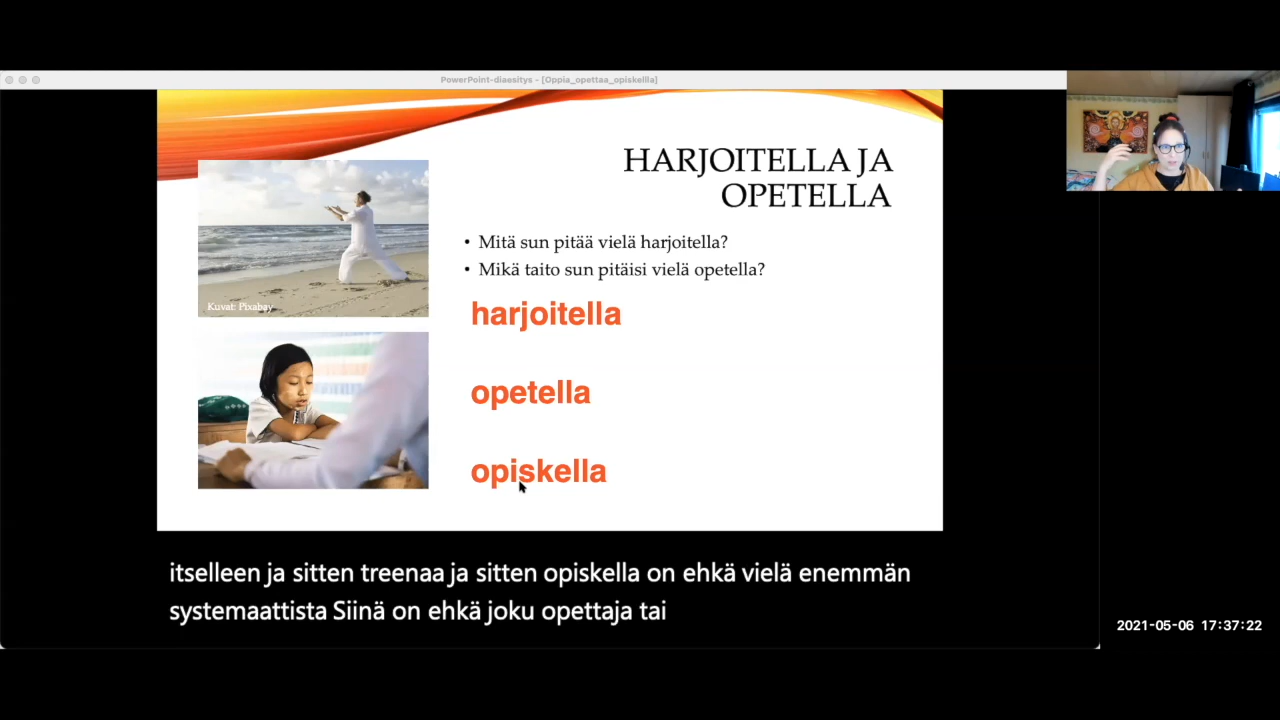 PowerPoint-diaesitys - [Oppia_opettaa_opiskellla]
HARJOITELLA JA
OPETELLA
• Mitä sun pitää vielä harjoitella?
• Mikä taito sun pitäisi vielä opetella?
Kuvat: Pixabay
harjoitella
opetella
opiskella
itselleen ja sitten treenaa ja sitten opiskella on ehkä vielä enemmän
systemaattista Siinä on ehkä joku opettaja tai
2021-05-06 17:37:22